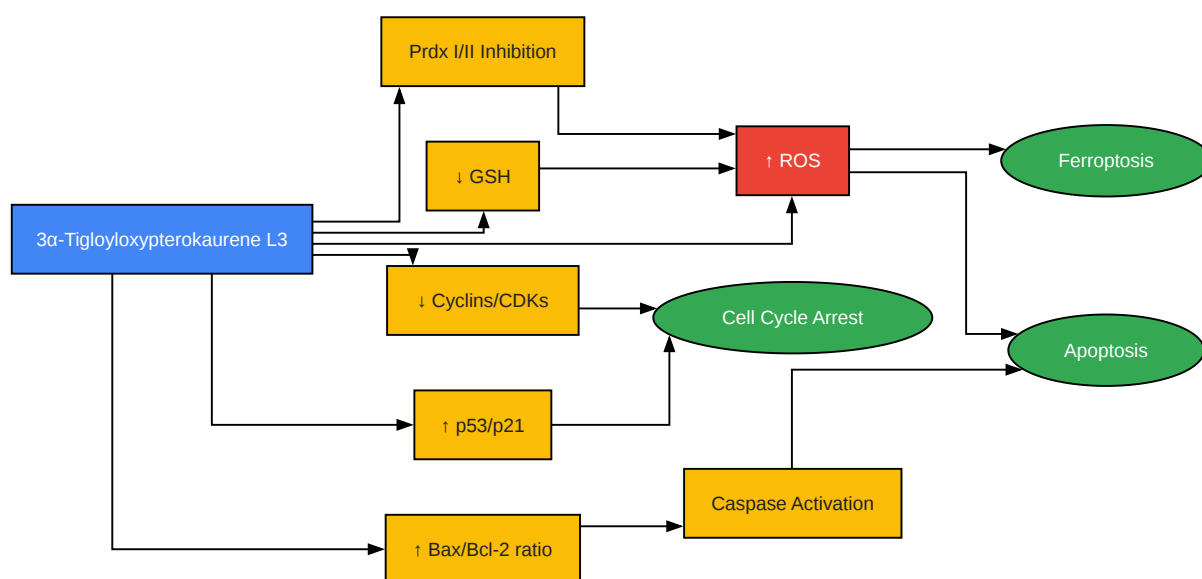 Prdx I/II Inhibition
↓ GSH
↑ ROS
Ferroptosis
3α-Tigloyloxypterokaurene L3
↓ Cyclins/CDKs
Cell Cycle Arrest
Apoptosis
↑ p53/p21
Caspase Activation
↑ Bax/Bcl-2 ratio